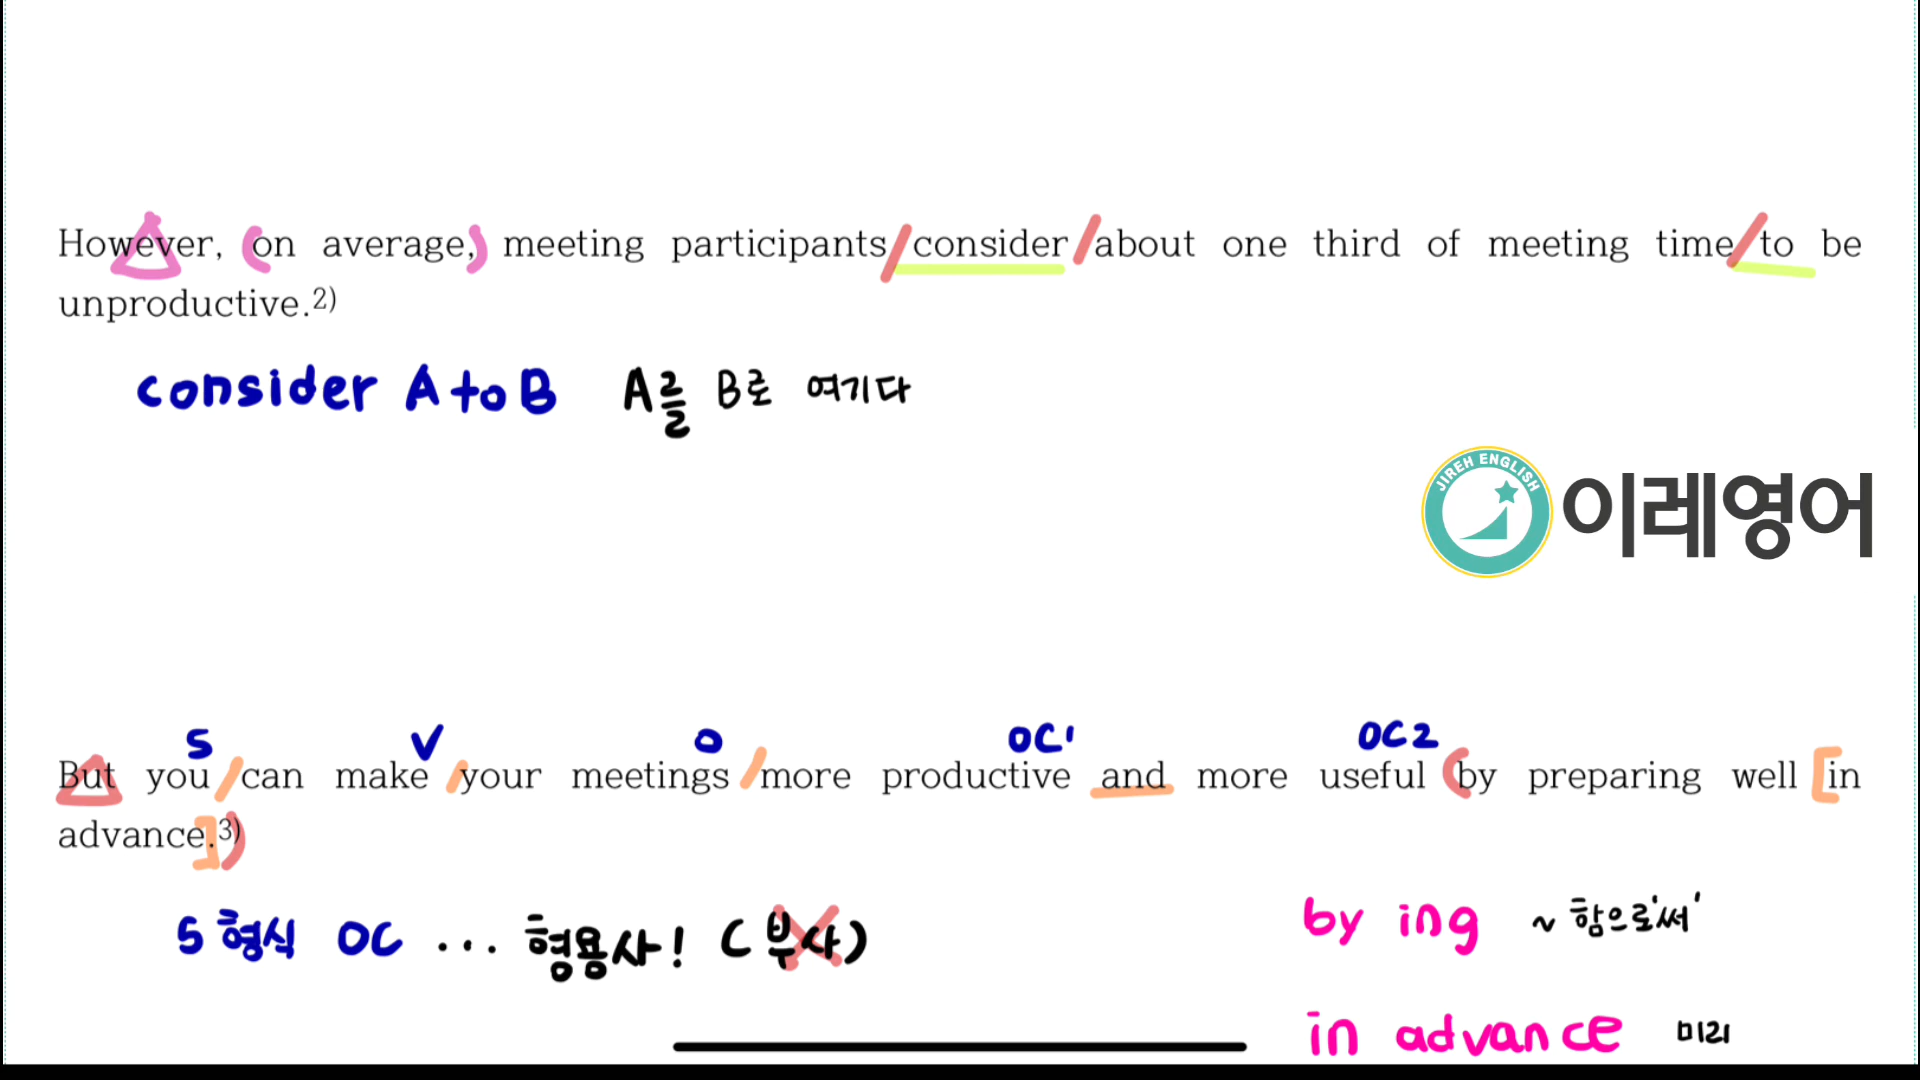 However, (on average,) meeting participants/consider/about one third of meeting time/to be
unproductive.2)
consider A to B A를 B로 여기다
JIREH ENGLISH
이레영어
S V O OC1 OC2
But you/can make/your meetings/more productive and more useful (by preparing well [in
advance.]3))
5형식 OC ... 형용사! (부사)
by ing ~함으로'써'
in advance 미리